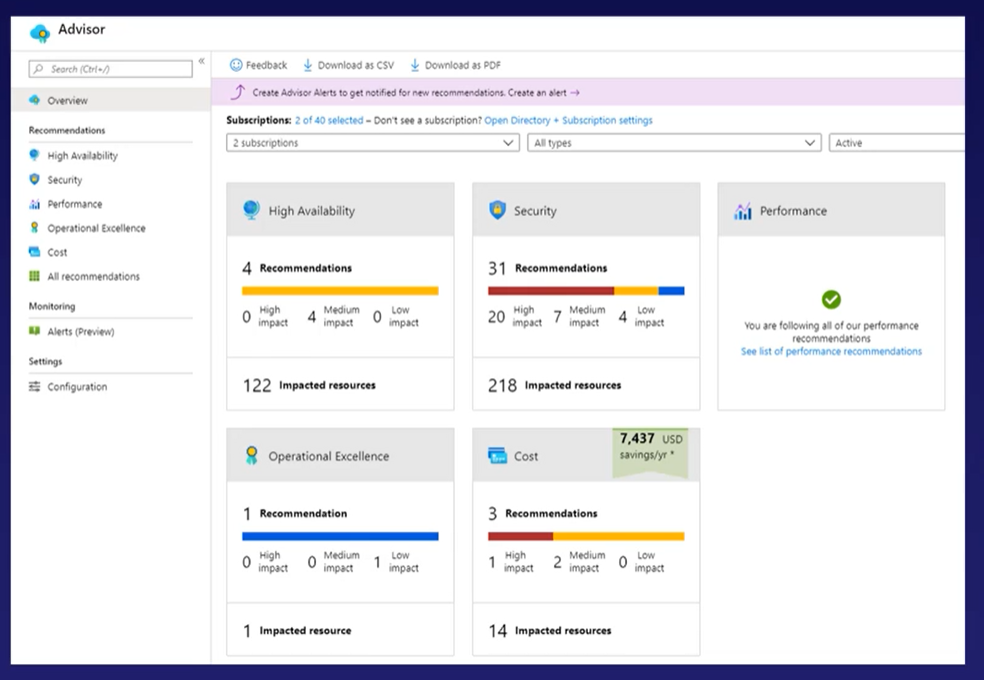 Advisor
Search (Ctrl+/)
«
Overview
Recommendations
High Availability
Security
Performance
Operational Excellence
Cost
All recommendations
Monitoring
Alerts (Preview)
Settings
Configuration
Feedback
Download as CSV
Download as PDF
Create Advisor Alerts to get notified for new recommendations. Create an alert →
Subscriptions: 2 of 40 selected – Don't see a subscription? Open Directory + Subscription settings
2 subscriptions
All types
Active
High Availability
4 Recommendations
0 High impact 4 Medium impact 0 Low impact
122 Impacted resources
Security
31 Recommendations
20 High impact 7 Medium impact 4 Low impact
218 Impacted resources
Performance
You are following all of our performance
recommendations
See list of performance recommendations
Operational Excellence
1 Recommendation
0 High impact 0 Medium impact 1 Low impact
1 Impacted resource
Cost
7,437 USD
savings/yr *
3 Recommendations
1 High impact 2 Medium impact 0 Low impact
14 Impacted resources